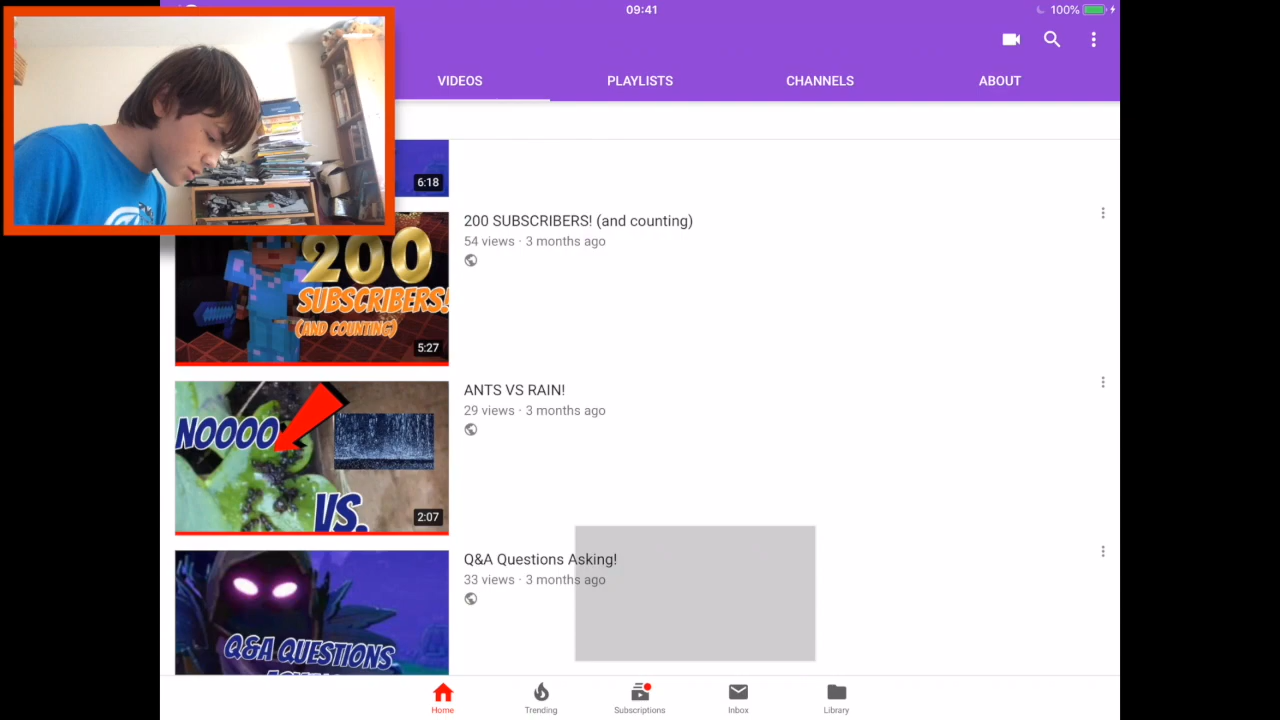 09:41
100%
VIDEOS
PLAYLISTS
CHANNELS
ABOUT
6:18
200
SUBSCRIBERS!
(AND COUNTING)
5:27
200 SUBSCRIBERS! (and counting)
54 views · 3 months ago
NOOOO
VS.
2:07
ANTS VS RAIN!
29 views · 3 months ago
Q&A QUESTIONS
Q&A Questions Asking!
33 views · 3 months ago
Home
Trending
Subscriptions
Inbox
Library